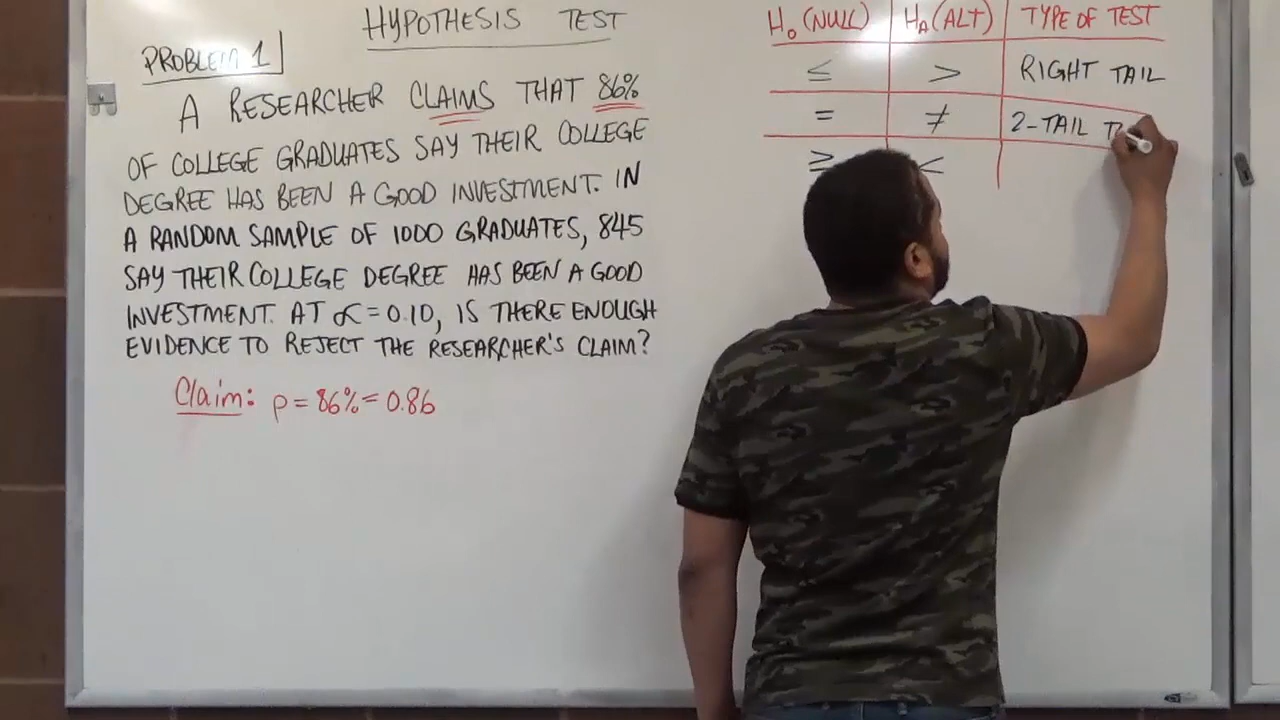 HYPOTHESIS TEST
PROBLEM 1
A RESEARCHER CLAIMS THAT 86%
OF COLLEGE GRADUATES SAY THEIR COLLEGE
DEGREE HAS BEEN A GOOD INVESTMENT. IN
A RANDOM SAMPLE OF 1000 GRADUATES, 845
SAY THEIR COLLEGE DEGREE HAS BEEN A GOOD
INVESTMENT. AT α = 0.10, IS THERE ENOUGH
EVIDENCE TO REJECT THE RESEARCHER'S CLAIM?
Claim: p = 86% = 0.86
H₀ (NULL) Hₐ (ALT) TYPE OF TEST
≤ > RIGHT TAIL
= ≠ 2-TAIL
≥ <